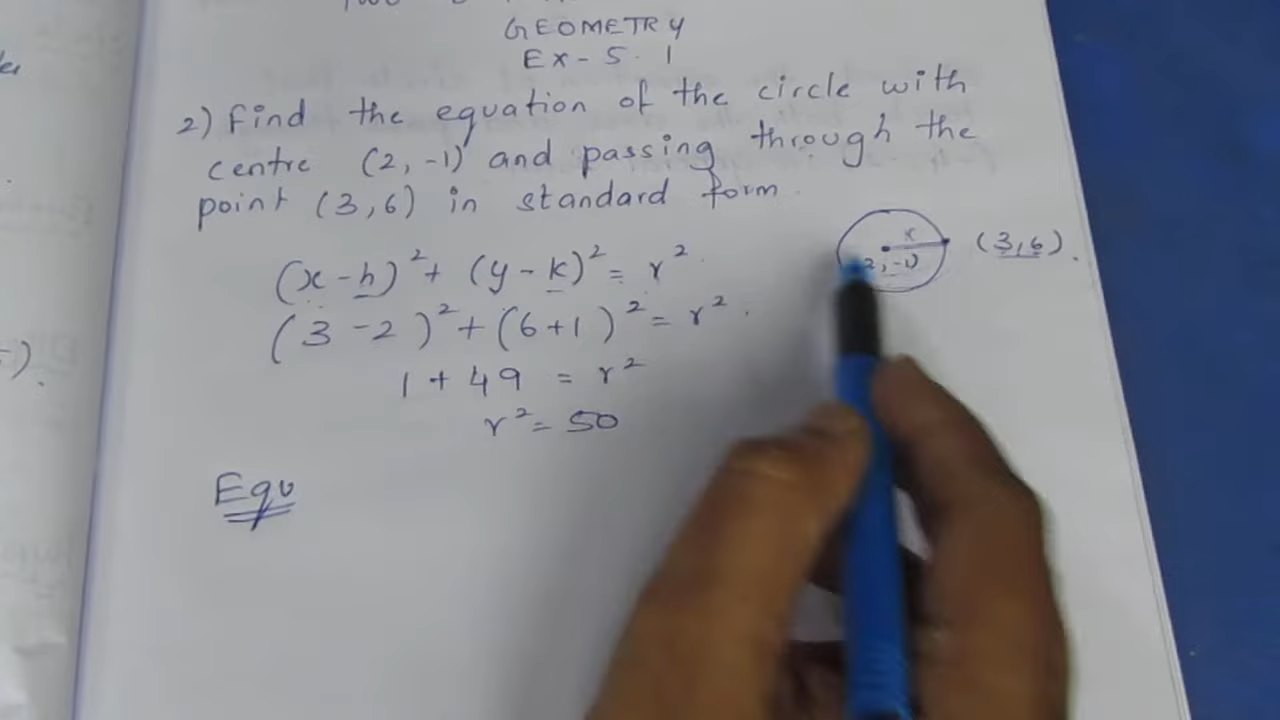 GEOMETRY
EX-5.1
2) Find the equation of the circle with
centre (2,-1) and passing through the
point (3,6) in standard form.
(x-h)²+(y-k)²=r²
(3-2)²+(6+1)²=r².
1+49=r²
r²=50
r
2,-1)
(3,6).
Equ